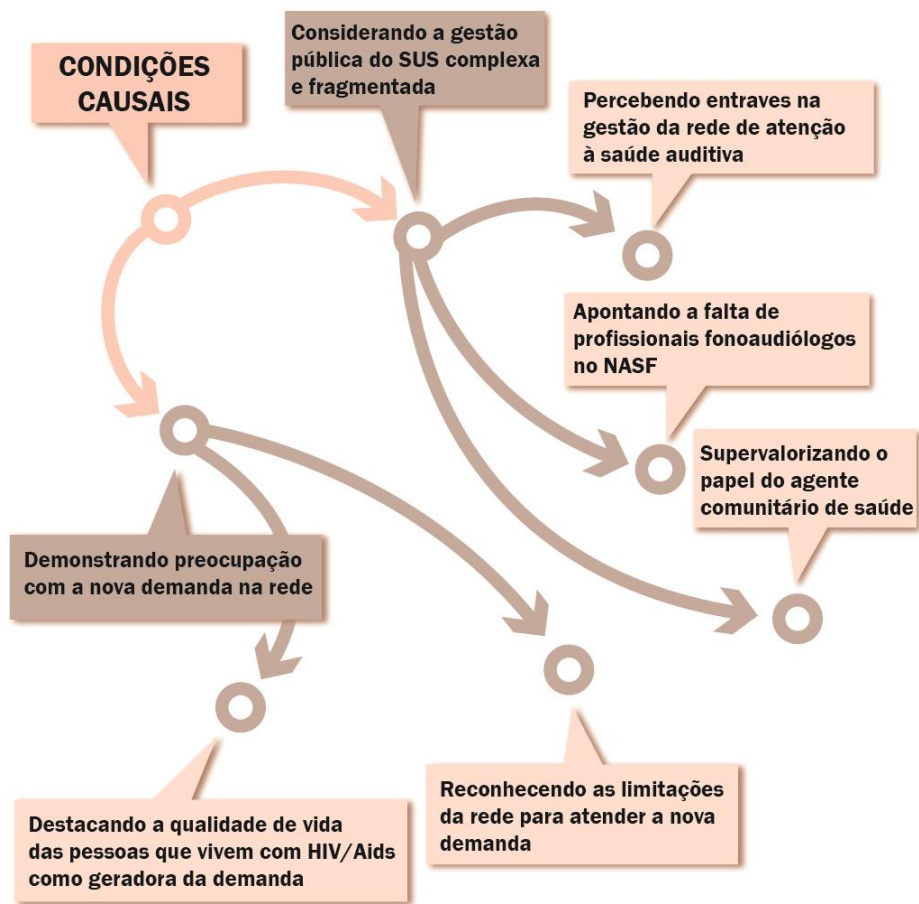 CONDIÇÕES
CAUSAIS
Considerando a gestão
pública do SUS complexa
e fragmentada
Percebendo entraves na
gestão da rede de atenção
à saúde auditiva
Apontando a falta de
profissionais fonoaudiólogos
no NASF
Supervalorizando o
papel do agente
comunitário de saúde
Demonstrando preocupação
com a nova demanda na rede
Reconhecendo as limitações
da rede para atender a nova
demanda
Destacando a qualidade de vida
das pessoas que vivem com HIV/Aids
como geradora da demanda